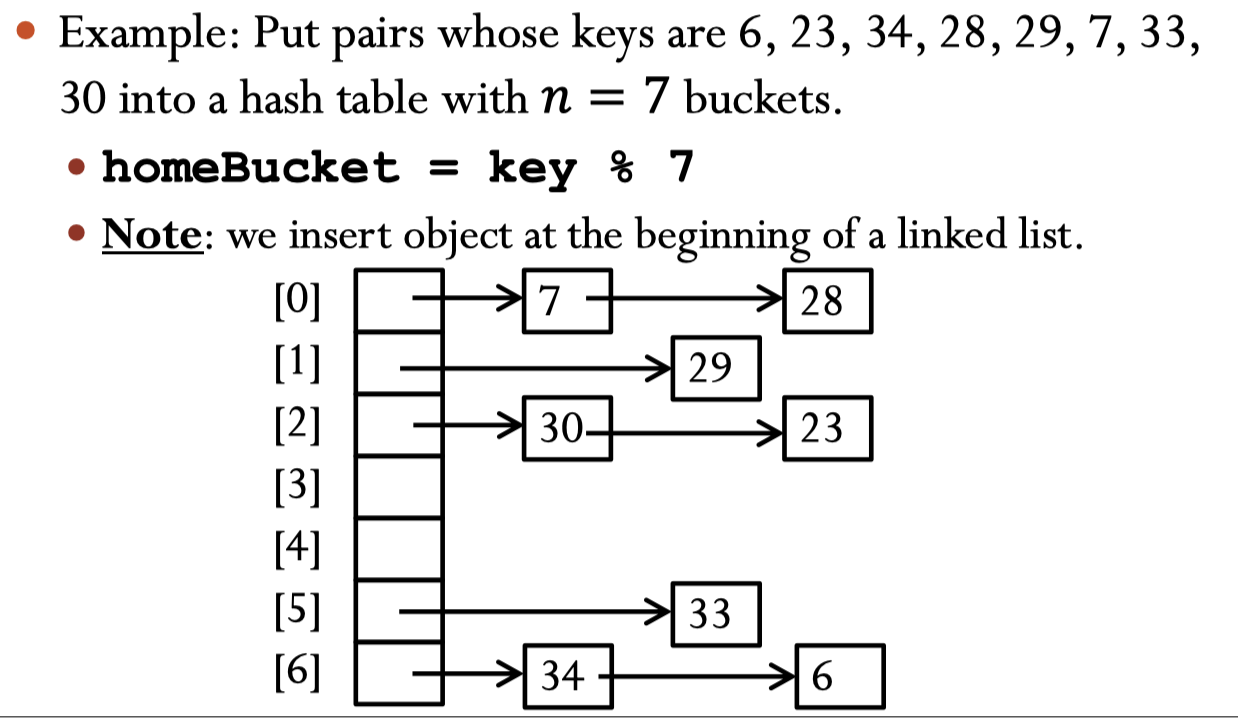 • Example: Put pairs whose keys are 6, 23, 34, 28, 29, 7, 33,
30 into a hash table with n = 7 buckets.
• homeBucket = key % 7
• Note: we insert object at the beginning of a linked list.
[0] 7 28
[1] 29
[2] 30 23
[3]
[4]
[5] 33
[6] 34 6